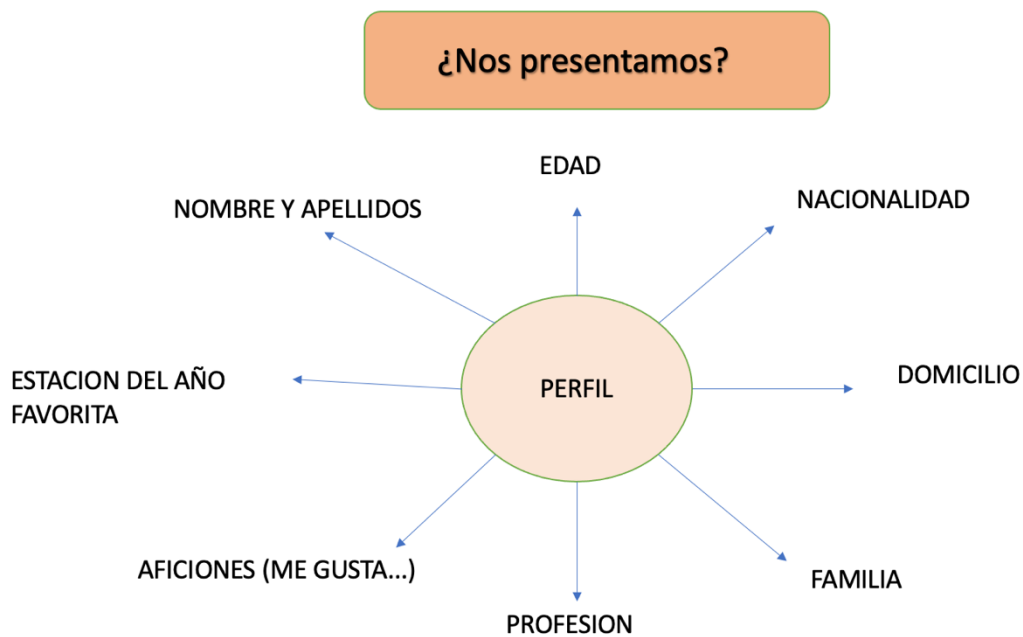 ¿Nos presentamos?
EDAD
NOMBRE Y APELLIDOS
NACIONALIDAD
ESTACION DEL AÑO
FAVORITA
PERFIL
DOMICILIO
AFICIONES (ME GUSTA...)
FAMILIA
PROFESION